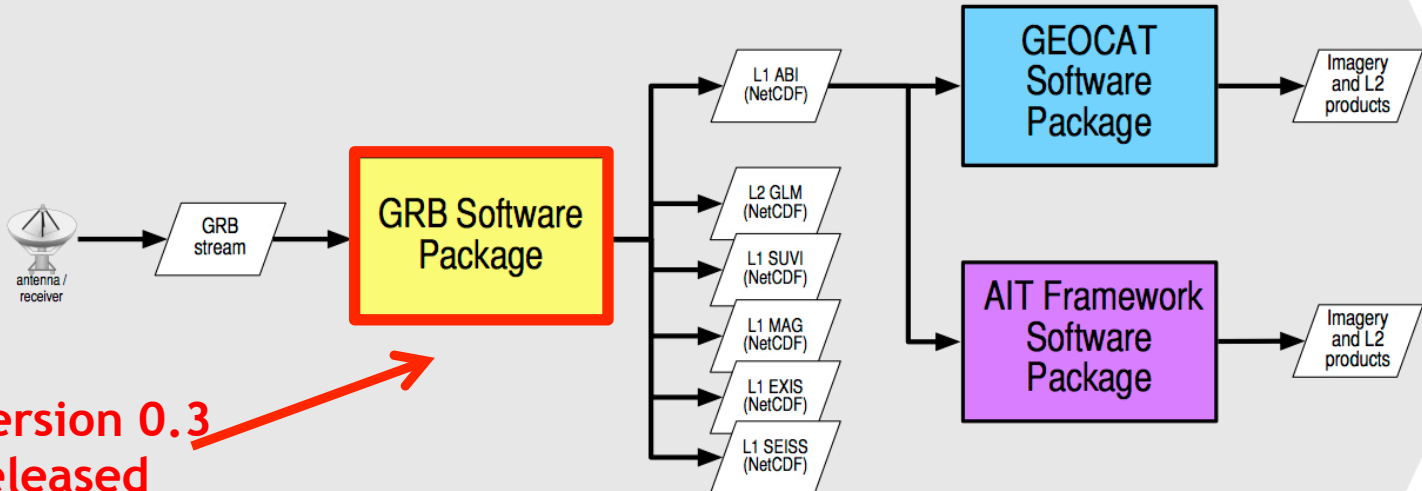 antenna /
receiver
GRB
stream
GRB Software
Package
L1 ABI
(NetCDF)
L2 GLM
(NetCDF)
L1 SUVI
(NetCDF)
L1 MAG
(NetCDF)
L1 EXIS
(NetCDF)
L1 SEISS
(NetCDF)
GEOCAT
Software
Package
Imagery
and L2
products
AIT Framework
Software
Package
Imagery
and L2
products
ersion 0.3
eleased